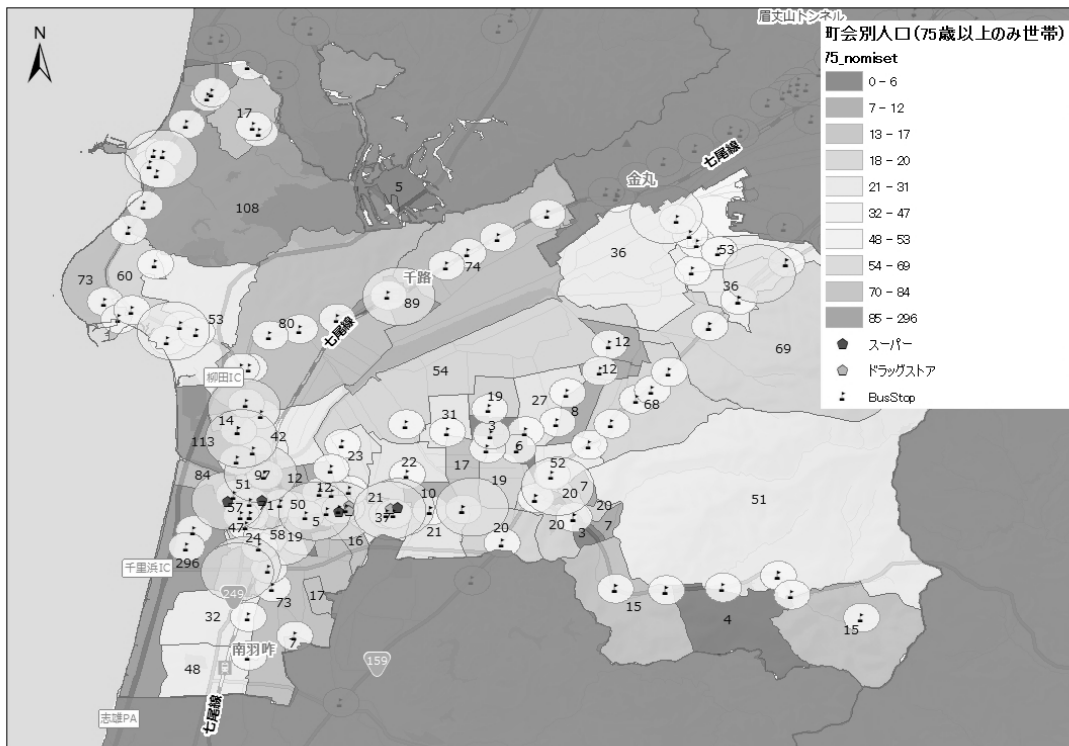 眉丈山トンネル
N
町会別人口(75歳以上のみ世帯)
75_nomiset
0 - 6
7 - 12
13 - 17
18 - 20
21 - 31
32 - 47
48 - 53
54 - 69
70 - 84
85 - 296
スーパー
ドラッグストア
BusStop
17
七尾線
金丸
5
108
36
53
73
60
74
千路
36
89
53
80
七尾線
69
12
柳田IC
54
12
19
27
68
14
31
8
113
42
3
23
6
84
97
12
22
17
52
51
12
19
7
51
57
71
50
21
10
20
5
37
20
47
24
58
19
16
21
20
20
3
7
296
千里浜IC
249
73
17
15
32
4
15
7
南羽咋
159
48
七尾線
志雄PA